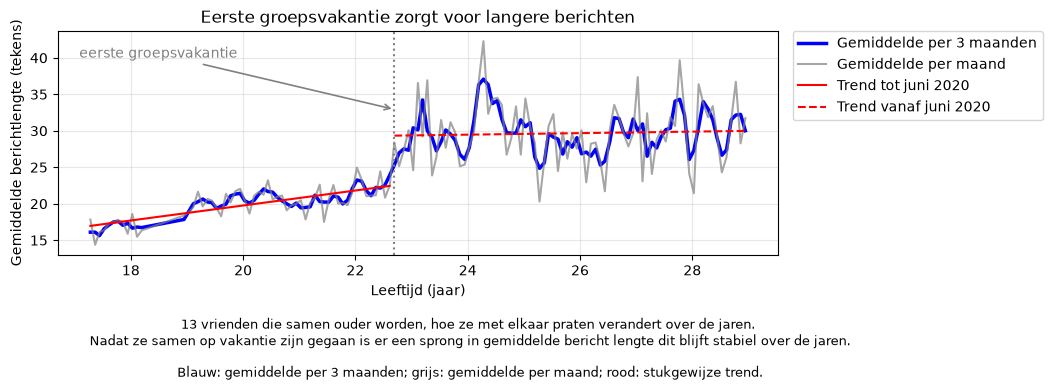 Eerste groepsvakantie zorgt voor langere berichten
Gemiddelde berichtlengte (tekens)
40
35
30
25
20
15
eerste groepsvakantie
18
20
22
24
26
28
Leeftijd (jaar)
Gemiddelde per 3 maanden
Gemiddelde per maand
Trend tot juni 2020
Trend vanaf juni 2020
13 vrienden die samen ouder worden, hoe ze met elkaar praten verandert over de jaren.
Nadat ze samen op vakantie zijn gegaan is er een sprong in gemiddelde bericht lengte dit blijft stabiel over de jaren.
Blauw: gemiddelde per 3 maanden; grijs: gemiddelde per maand; rood: stukgewijze trend.